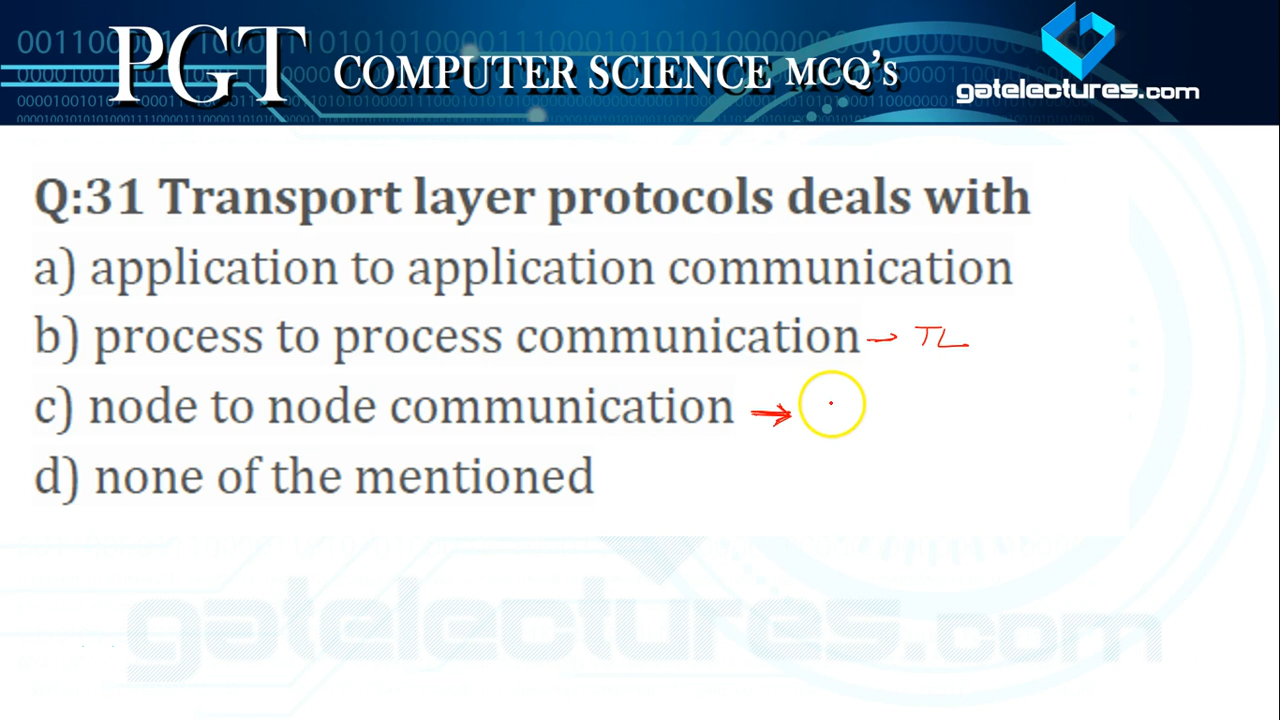 PGT COMPUTER SCIENCE MCQ's
gatelectures.com
Q:31 Transport layer protocols deals with
a) application to application communication
b) process to process communication → TL
c) node to node communication →
d) none of the mentioned
gatelectures.com